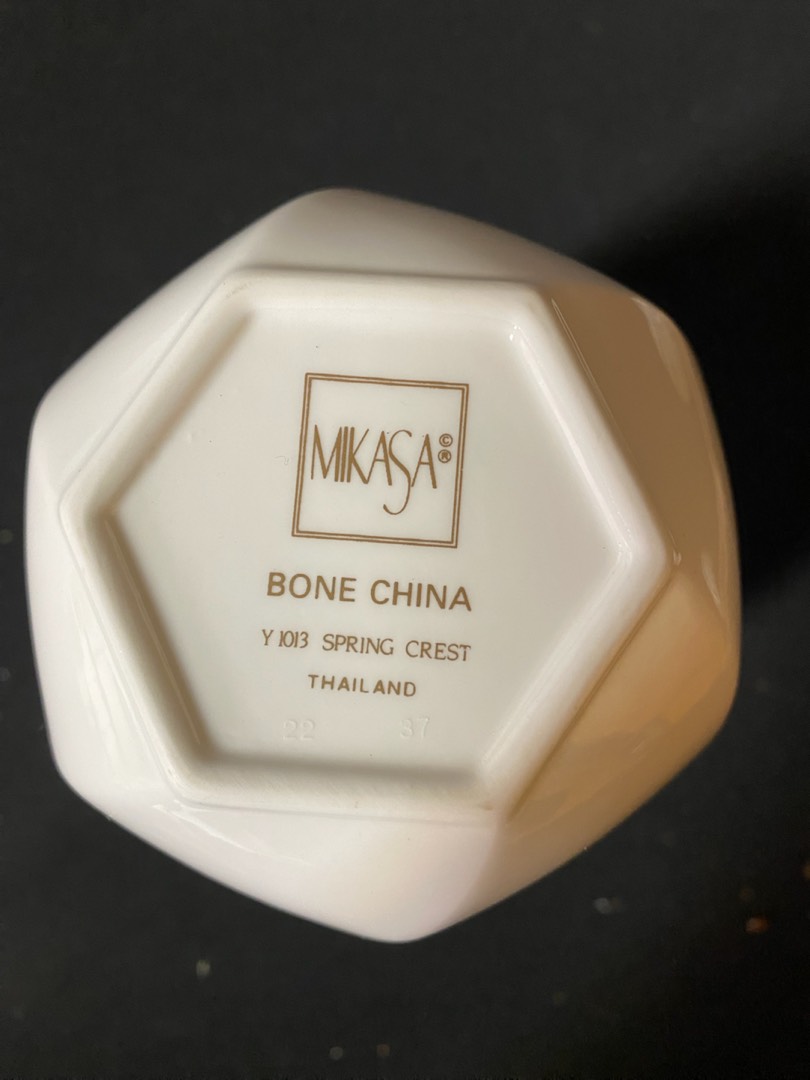 MIKASA©®
BONE CHINA
Y 1013 SPRING CREST
THAILAND
22 37